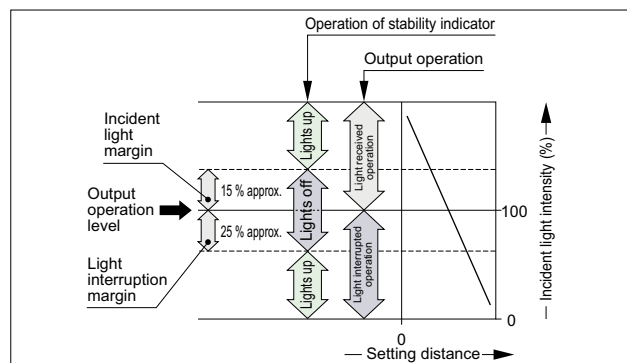 Operation of stability indicator
Output operation
Incident
light
margin
Output
operation
level
Light
interruption
margin
15 % approx.
25 % approx.
Lights up
Lights off
Lights up
Light received
operation
Light interrupted
operation
100
0
Incident light intensity (%)
0
Setting distance